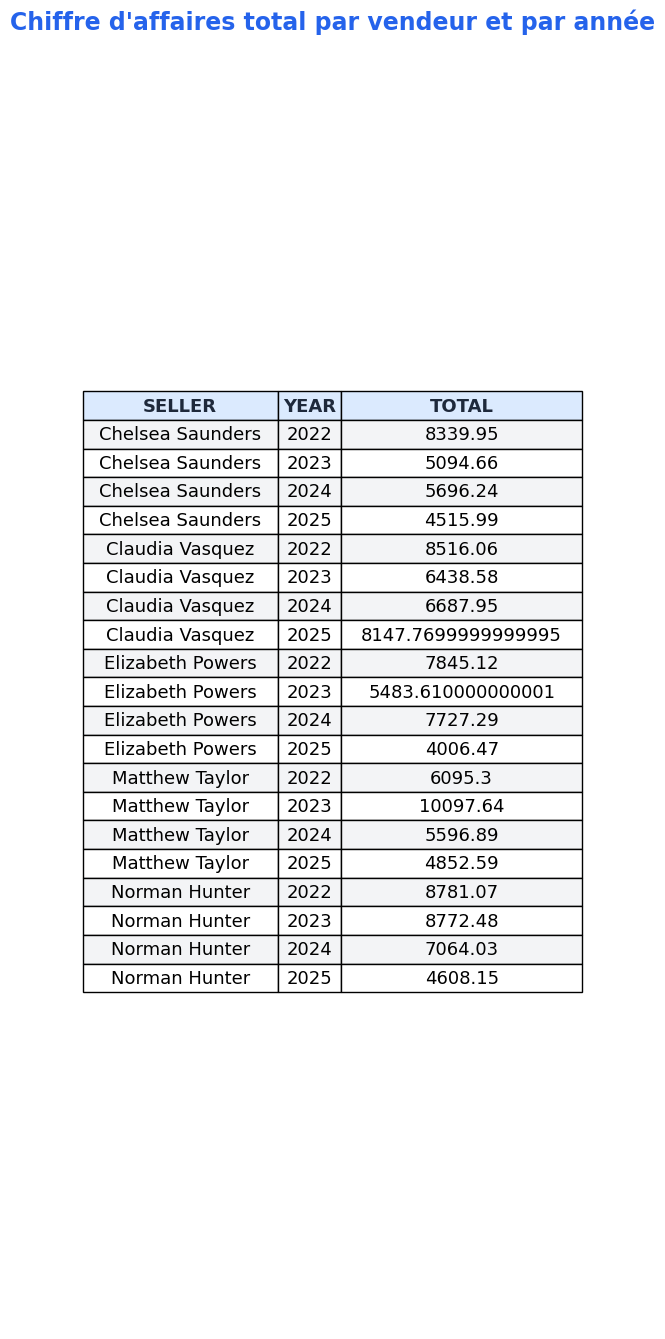 Chiffre d'affaires total par vendeur et par année
SELLER YEAR TOTAL
Chelsea Saunders 2022 8339.95
Chelsea Saunders 2023 5094.66
Chelsea Saunders 2024 5696.24
Chelsea Saunders 2025 4515.99
Claudia Vasquez 2022 8516.06
Claudia Vasquez 2023 6438.58
Claudia Vasquez 2024 6687.95
Claudia Vasquez 2025 8147.7699999999995
Elizabeth Powers 2022 7845.12
Elizabeth Powers 2023 5483.610000000001
Elizabeth Powers 2024 7727.29
Elizabeth Powers 2025 4006.47
Matthew Taylor 2022 6095.3
Matthew Taylor 2023 10097.64
Matthew Taylor 2024 5596.89
Matthew Taylor 2025 4852.59
Norman Hunter 2022 8781.07
Norman Hunter 2023 8772.48
Norman Hunter 2024 7064.03
Norman Hunter 2025 4608.15